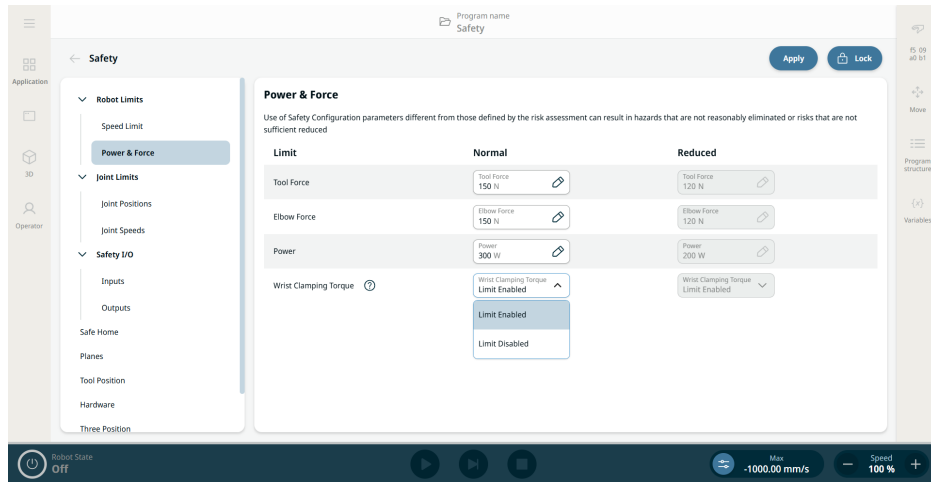 Program name
Safety
f5 09
a0 b1
Safety
Apply
Lock
Application
3D
Operator
Move
Program
structure
{x}
Variables
Robot Limits
Speed Limit
Power & Force
Joint Limits
Joint Positions
Joint Speeds
Safety I/O
Inputs
Outputs
Safe Home
Planes
Tool Position
Hardware
Three Position
Power & Force
Use of Safety Configuration parameters different from those defined by the risk assessment can result in hazards that are not reasonably eliminated or risks that are not
sufficient reduced
Limit Normal Reduced
Tool Force
Tool Force
150 N
Tool Force
120 N
Elbow Force
Elbow Force
150 N
Elbow Force
120 N
Power
Power
300 W
Power
200 W
Wrist Clamping Torque ?
Wrist Clamping Torque
Limit Enabled
Wrist Clamping Torque
Limit Enabled
Limit Enabled
Limit Disabled
Robot State
Off
Max
-1000.00 mm/s
Speed
100 %